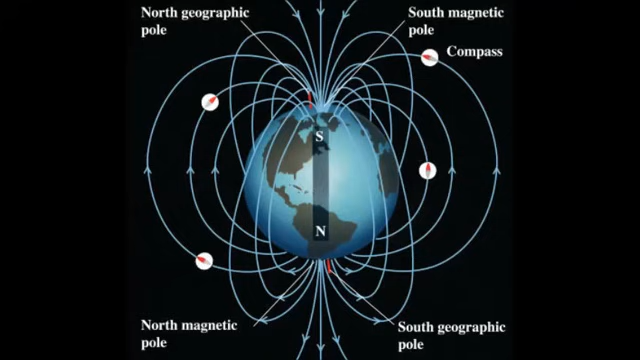 North geographic
pole
South magnetic
pole
Compass
S
N
North magnetic
pole
South geographic
pole